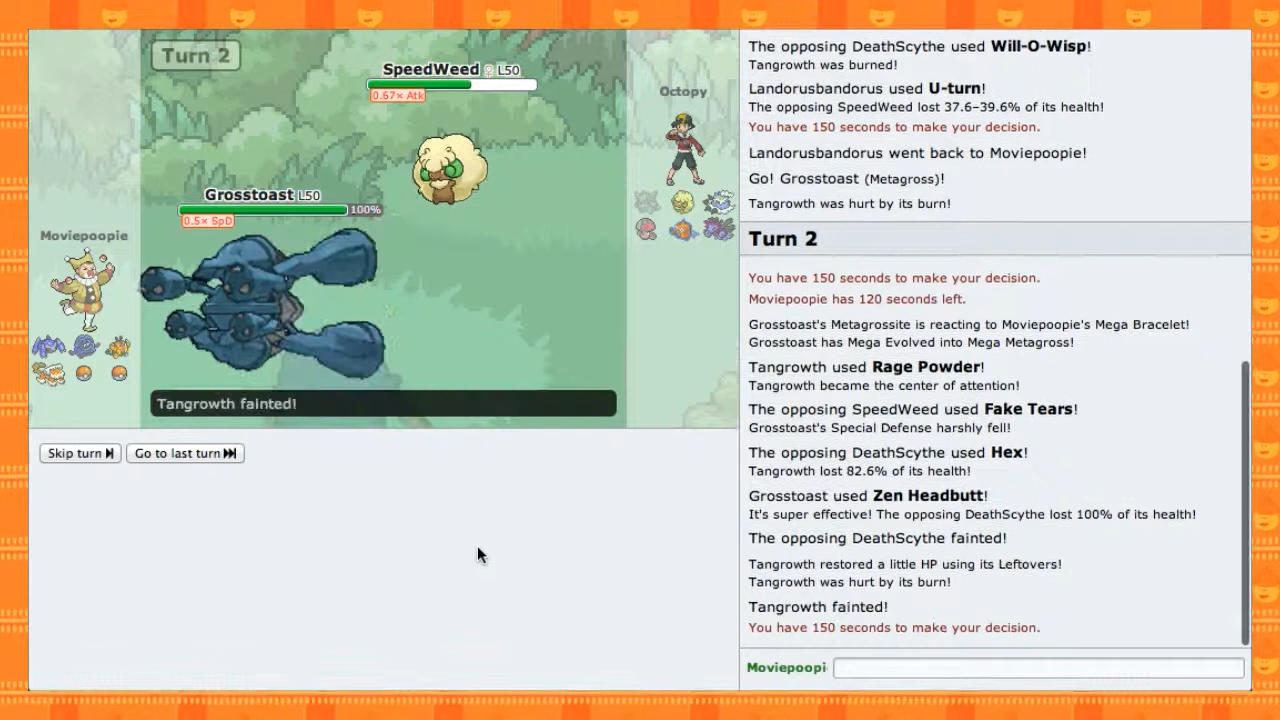 Turn 2
SpeedWeed ♀ L50
0.67× Atk
Octopy
Grosstoast L50
100%
0.5× SpD
Moviepoopie
Tangrowth fainted!
Skip turn
Go to last turn
The opposing DeathScythe used Will-O-Wisp!
Tangrowth was burned!
Landorusbandorus used U-turn!
The opposing SpeedWeed lost 37.6–39.6% of its health!
You have 150 seconds to make your decision.
Landorusbandorus went back to Moviepoopie!
Go! Grosstoast (Metagross)!
Tangrowth was hurt by its burn!
Turn 2
You have 150 seconds to make your decision.
Moviepoopie has 120 seconds left.
Grosstoast's Metagrossite is reacting to Moviepoopie's Mega Bracelet!
Grosstoast has Mega Evolved into Mega Metagross!
Tangrowth used Rage Powder!
Tangrowth became the center of attention!
The opposing SpeedWeed used Fake Tears!
Grosstoast's Special Defense harshly fell!
The opposing DeathScythe used Hex!
Tangrowth lost 82.6% of its health!
Grosstoast used Zen Headbutt!
It's super effective! The opposing DeathScythe lost 100% of its health!
The opposing DeathScythe fainted!
Tangrowth restored a little HP using its Leftovers!
Tangrowth was hurt by its burn!
Tangrowth fainted!
You have 150 seconds to make your decision.
Moviepoopi